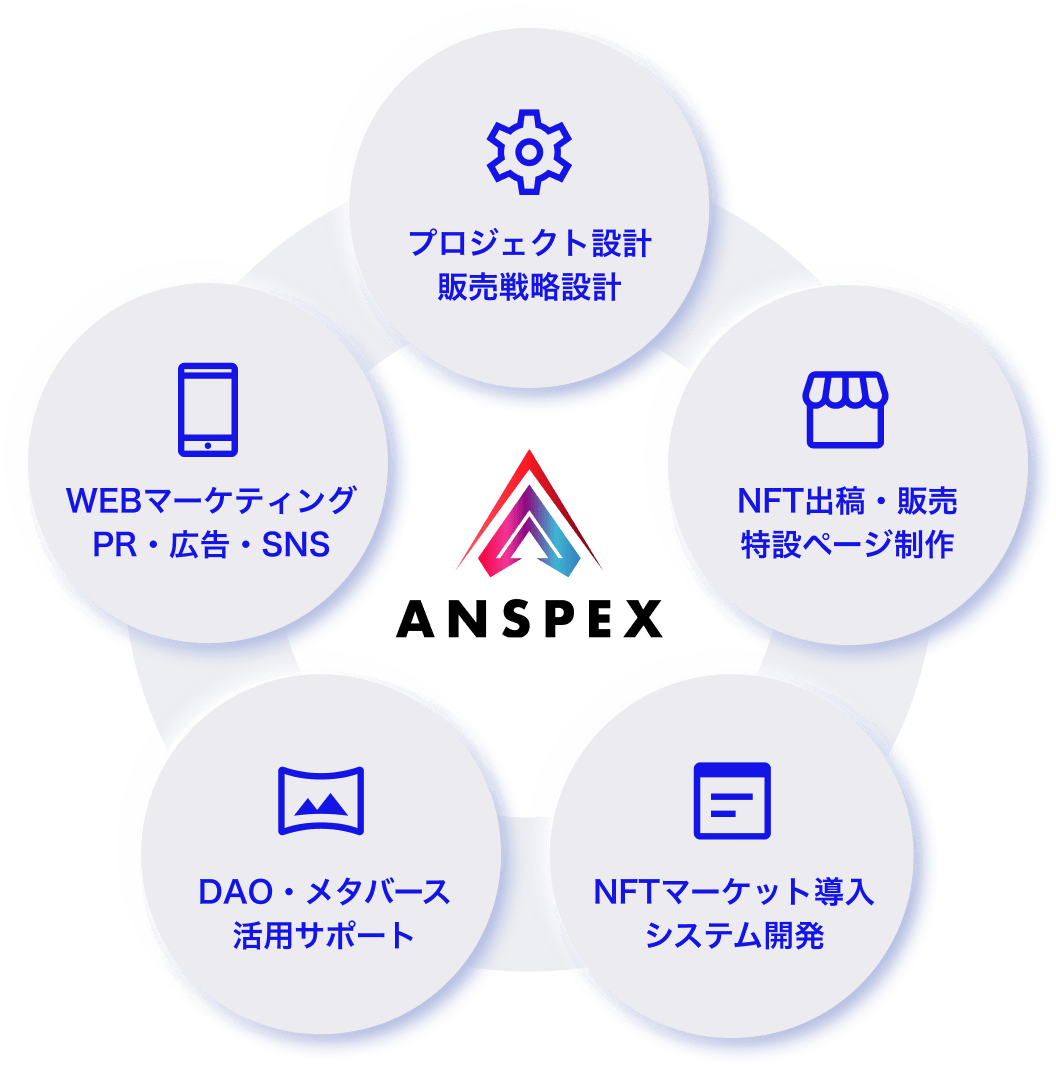 プロジェクト設計
販売戦略設計
WEBマーケティング
PR・広告・SNS
NFT出稿・販売
特設ページ制作
ANSPEX
DAO・メタバース
活用サポート
NFTマーケット導入
システム開発